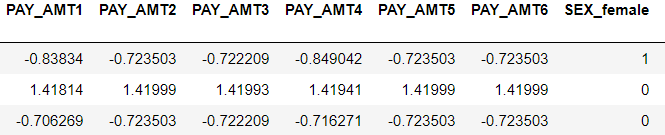 PAY_AMT1 PAY_AMT2 PAY_AMT3 PAY_AMT4 PAY_AMT5 PAY_AMT6 SEX_female
-0.83834 -0.723503 -0.722209 -0.849042 -0.723503 -0.723503 1
1.41814 1.41999 1.41993 1.41941 1.41999 1.41999 0
-0.706269 -0.723503 -0.722209 -0.716271 -0.723503 -0.723503 0